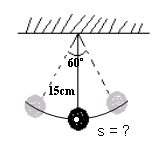 60°
15cm
s = ?